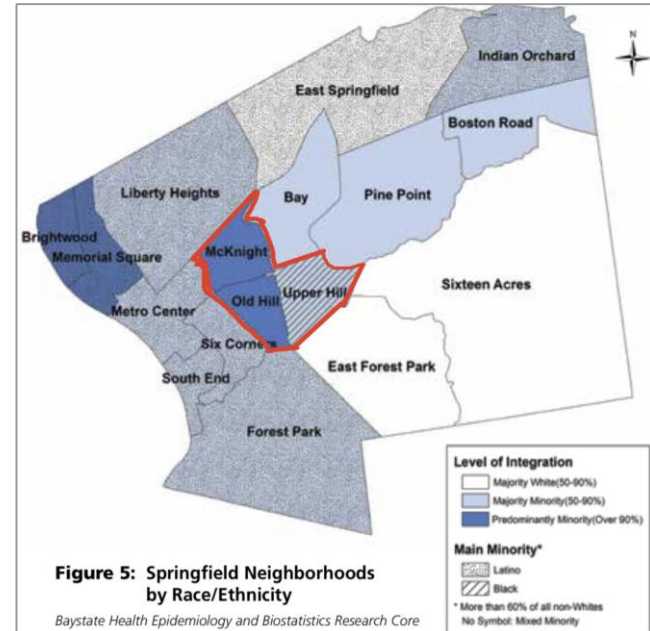 N
Indian Orchard
East Springfield
Boston Road
Liberty Heights
Bay
Pine Point
Brightwood
McKnight
Memorial Square
Sixteen Acres
Old Hill
Upper Hill
Metro Center
Six Corners
East Forest Park
South End
Forest Park
Level of Integration
Majority White(50-90%)
Majority Minority(50-90%)
Predominantly Minority(Over 90%)
Main Minority*
Latino
Black
* More than 60% of all non-Whites
No Symbol: Mixed Minority
Figure 5: Springfield Neighborhoods
by Race/Ethnicity
Baystate Health Epidemiology and Biostatistics Research Core